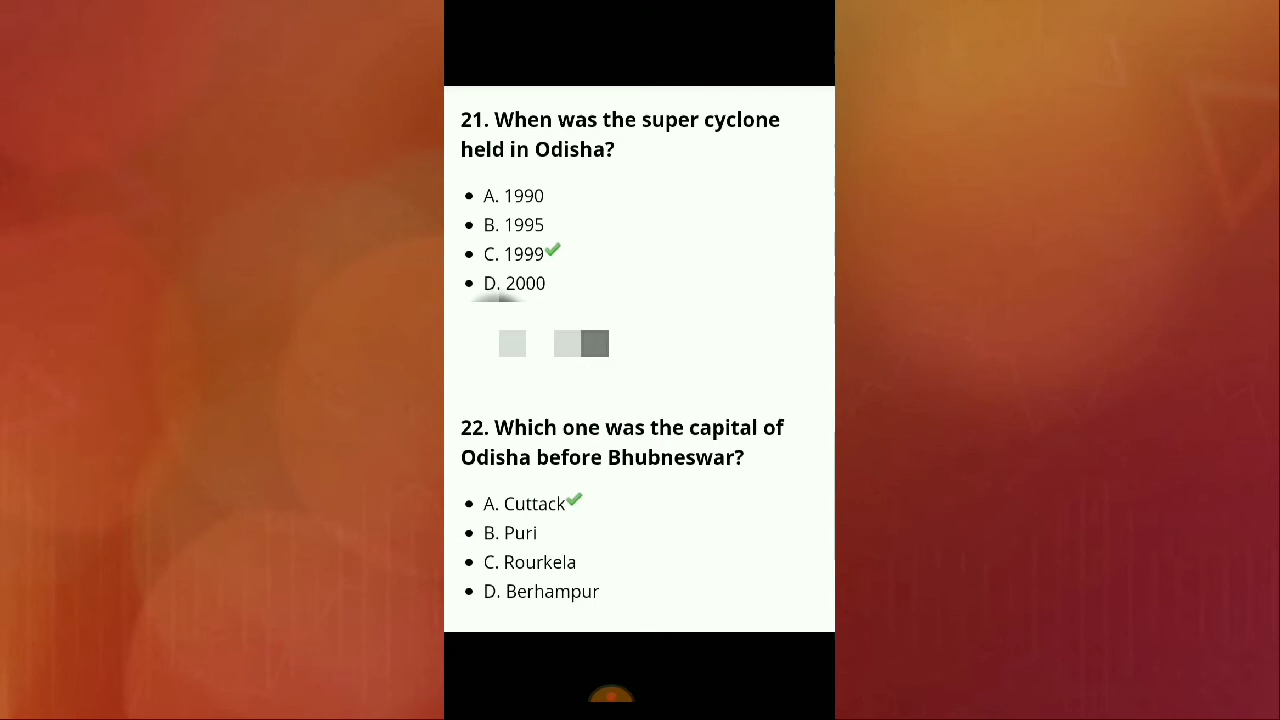 21. When was the super cyclone
held in Odisha?
• A. 1990
• B. 1995
• C. 1999✔
• D. 2000
22. Which one was the capital of
Odisha before Bhubneswar?
• A. Cuttack✔
• B. Puri
• C. Rourkela
• D. Berhampur